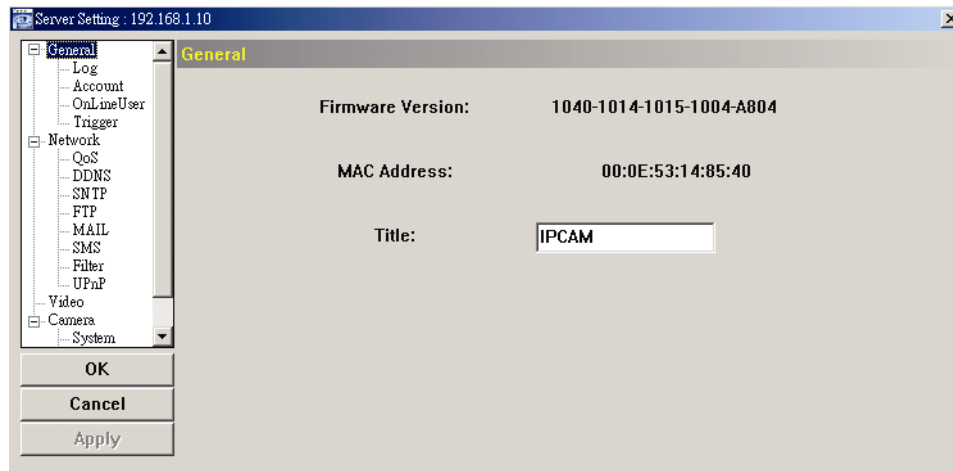 Server Setting : 192.168.1.10
General
Log
Account
OnLineUser
Trigger
Network
QoS
DDNS
SNTP
FTP
MAIL
SMS
Filter
UPnP
Video
Camera
System
OK
Cancel
Apply
General
Firmware Version: 1040-1014-1015-1004-A804
MAC Address: 00:0E:53:14:85:40
Title: IPCAM